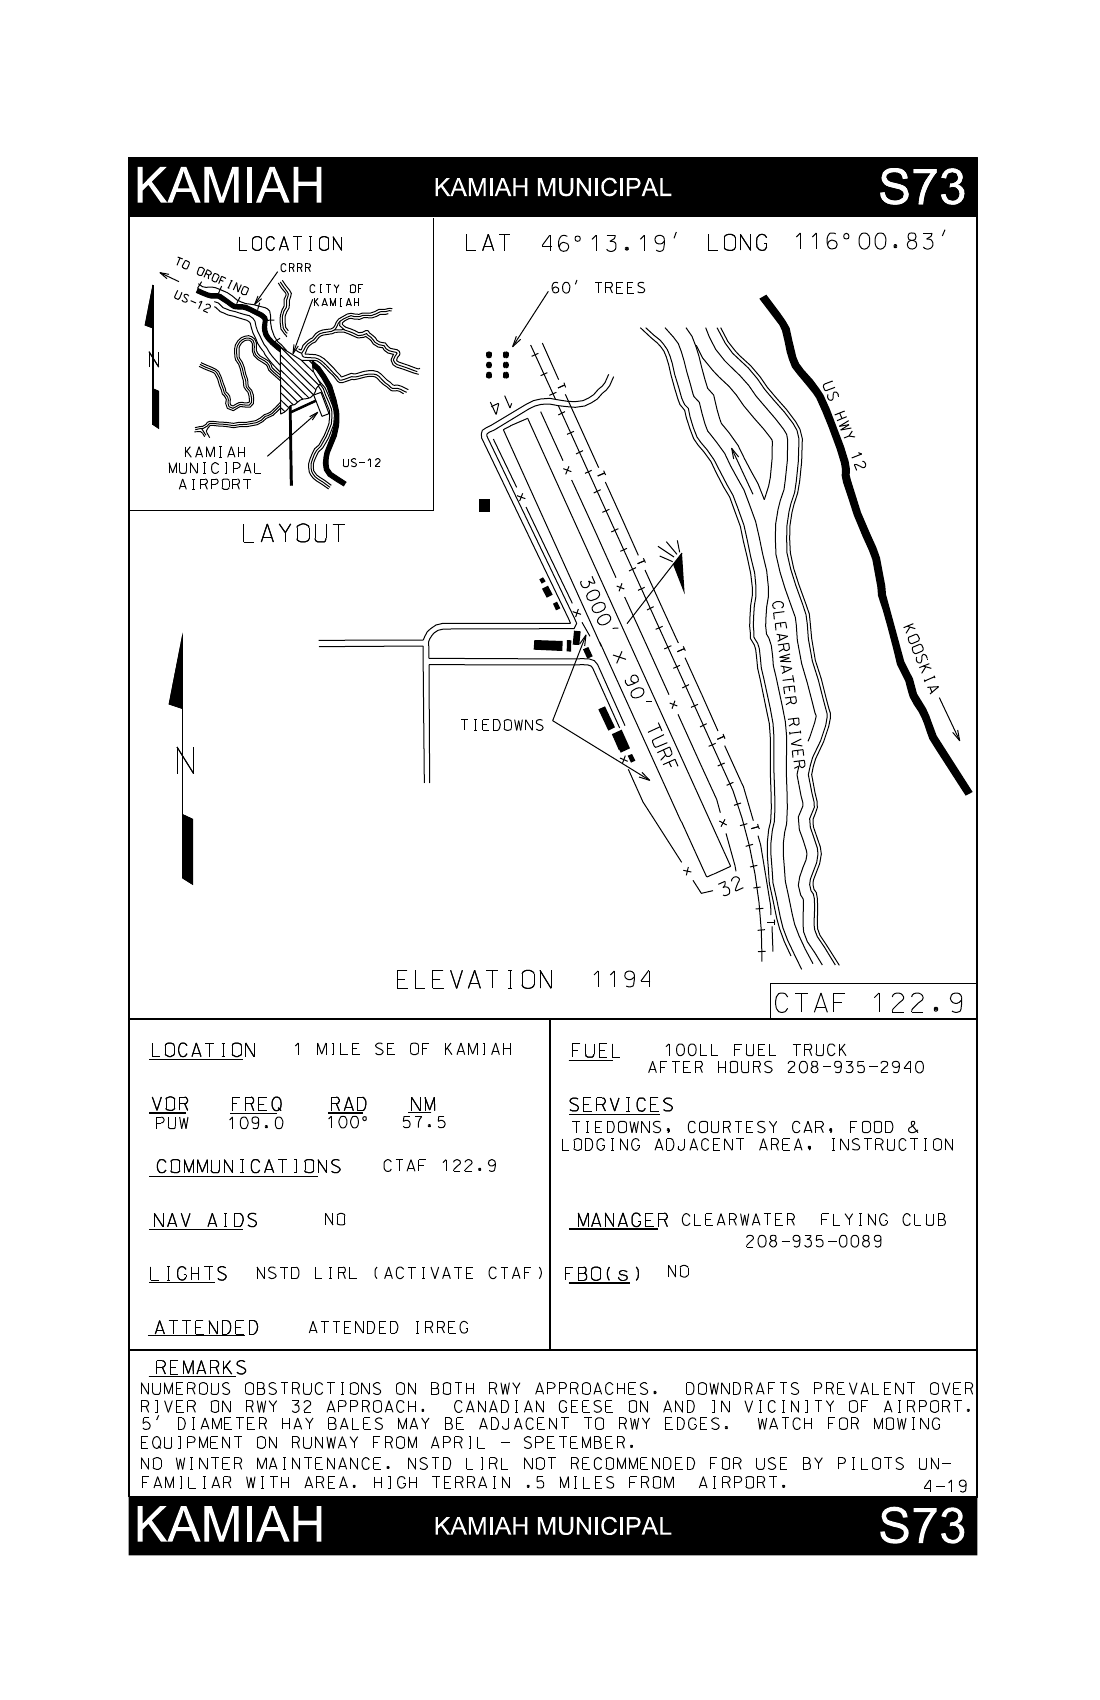 KAMIAH KAMIAH MUNICIPAL S73
LOCATION
TO OROFINO
CRRR
US-12
CITY OF
KAMIAH
N
KAMIAH
MUNICIPAL
AIRPORT
US-12
LAT 46°13.19' LONG 116°00.83'
60' TREES
14
US HWY 12
LAYOUT
3000' X 90' TURF
CLEARWATER RIVER
KOOSKIA
TIEDOWNS
N
32
ELEVATION 1194
CTAF 122.9
LOCATION 1 MILE SE OF KAMIAH
VOR FREQ RAD NM
PUW 109.0 100° 57.5
COMMUNICATIONS CTAF 122.9
NAV AIDS NO
LIGHTS NSTD LIRL (ACTIVATE CTAF)
ATTENDED ATTENDED IRREG
FUEL 100LL FUEL TRUCK
AFTER HOURS 208-935-2940
SERVICES
TIEDOWNS, COURTESY CAR, FOOD &
LODGING ADJACENT AREA, INSTRUCTION
MANAGER CLEARWATER FLYING CLUB
208-935-0089
FBO(s) NO
REMARKS
NUMEROUS OBSTRUCTIONS ON BOTH RWY APPROACHES. DOWNDRAFTS PREVALENT OVER
RIVER ON RWY 32 APPROACH. CANADIAN GEESE ON AND IN VICINITY OF AIRPORT.
5' DIAMETER HAY BALES MAY BE ADJACENT TO RWY EDGES. WATCH FOR MOWING
EQUIPMENT ON RUNWAY FROM APRIL - SPETEMBER.
NO WINTER MAINTENANCE. NSTD LIRL NOT RECOMMENDED FOR USE BY PILOTS UN-
FAMILIAR WITH AREA. HIGH TERRAIN .5 MILES FROM AIRPORT.
4-19
KAMIAH KAMIAH MUNICIPAL S73